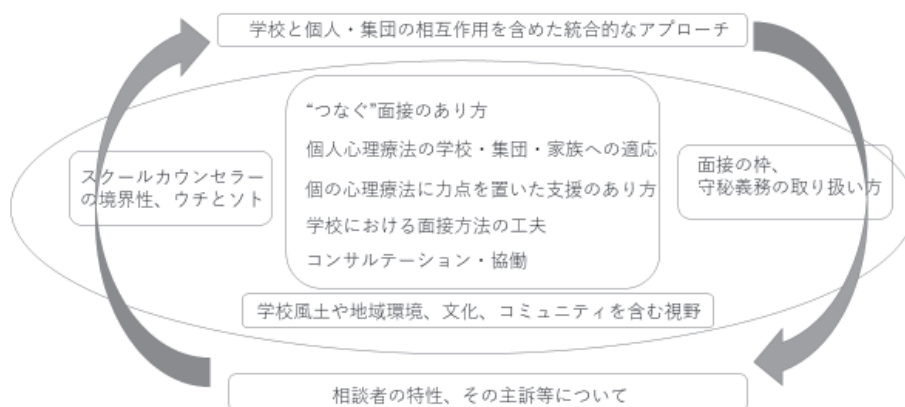 学校と個人・集団の相互作用を含めた統合的なアプローチ
“つなぐ”面接のあり方
個人心理療法の学校・集団・家族への適応
個の心理療法に力点を置いた支援のあり方
学校における面接方法の工夫
コンサルテーション・協働
スクールカウンセラー
の境界性、ウチとソト
面接の枠、
守秘義務の取り扱い方
学校風土や地域環境、文化、コミュニティを含む視野
相談者の特性、その主訴等について